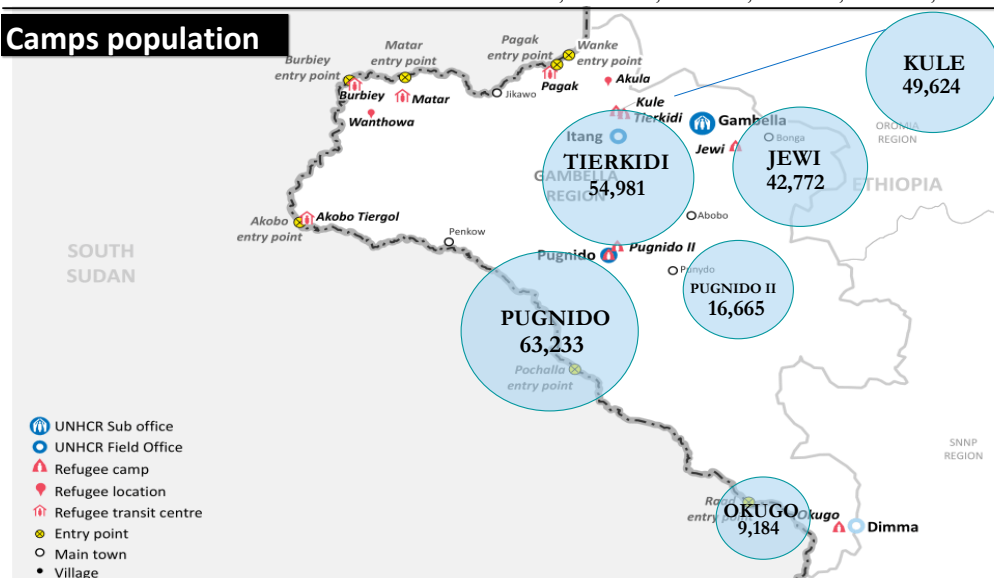 Camps population
Burbiey
entry point
Matar
entry point
Pagak
entry point
Wanke
entry point
KULE
49,624
Burbiey
Matar
Jikawo
Pagak
Akula
Wanthowa
Kule
Tierkidi
Gambella
OROMIA
REGION
Itang
Jewi
Bonga
TIERKIDI
54,981
GAMBELLA
REGION
JEWI
42,772
ETHIOPIA
Akobo
entry point
Akobo Tiergol
Penkow
Abobo
SOUTH
SUDAN
Pugnido
Pugnido II
Punydo
PUGNIDO II
16,665
PUGNIDO
63,233
Pochalla
entry point
UNHCR Sub office
UNHCR Field Office
Refugee camp
Refugee location
Refugee transit centre
Entry point
Main town
Village
SNNP
REGION
Raad
entry point
OKUGO
9,184
Okugo
Dimma